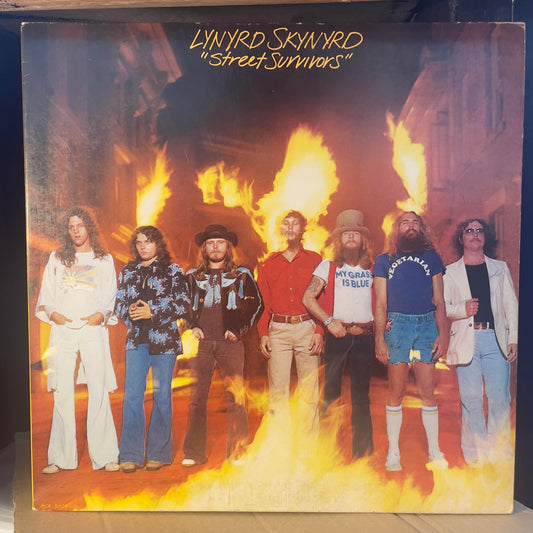 LYNYRD SKYNYRD
"Street Survivors"
MY GRASS
IS BLUE
VEGETARIAN